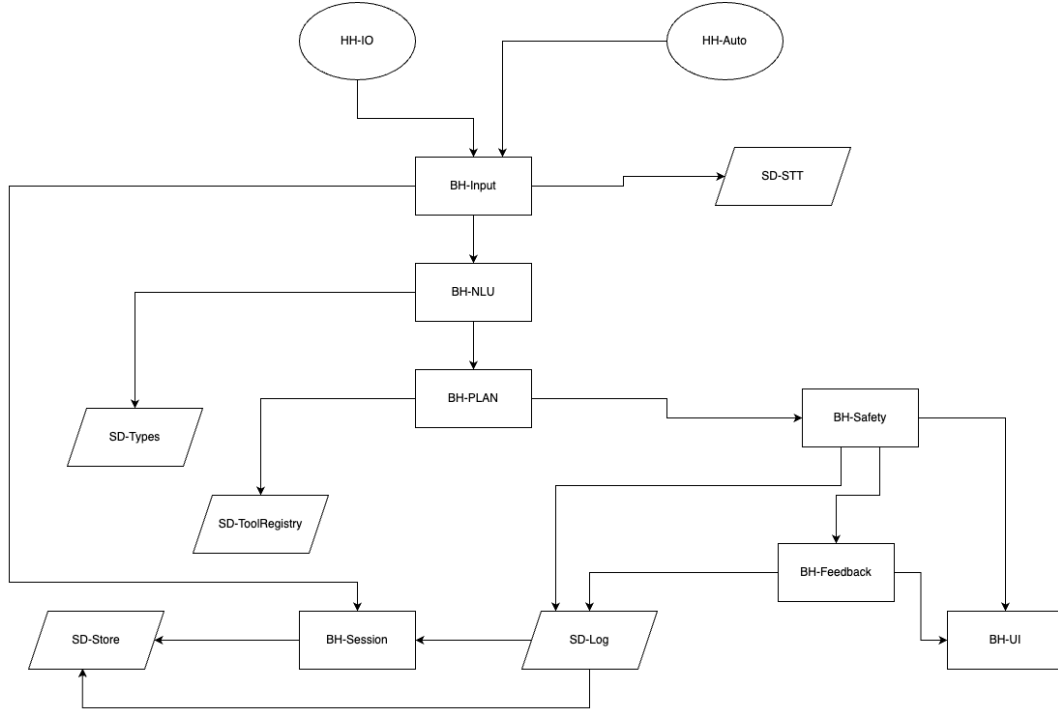 HH-IO
HH-Auto
BH-Input
SD-STT
BH-NLU
BH-PLAN
BH-Safety
SD-Types
SD-ToolRegistry
BH-Feedback
SD-Store
BH-Session
SD-Log
BH-UI